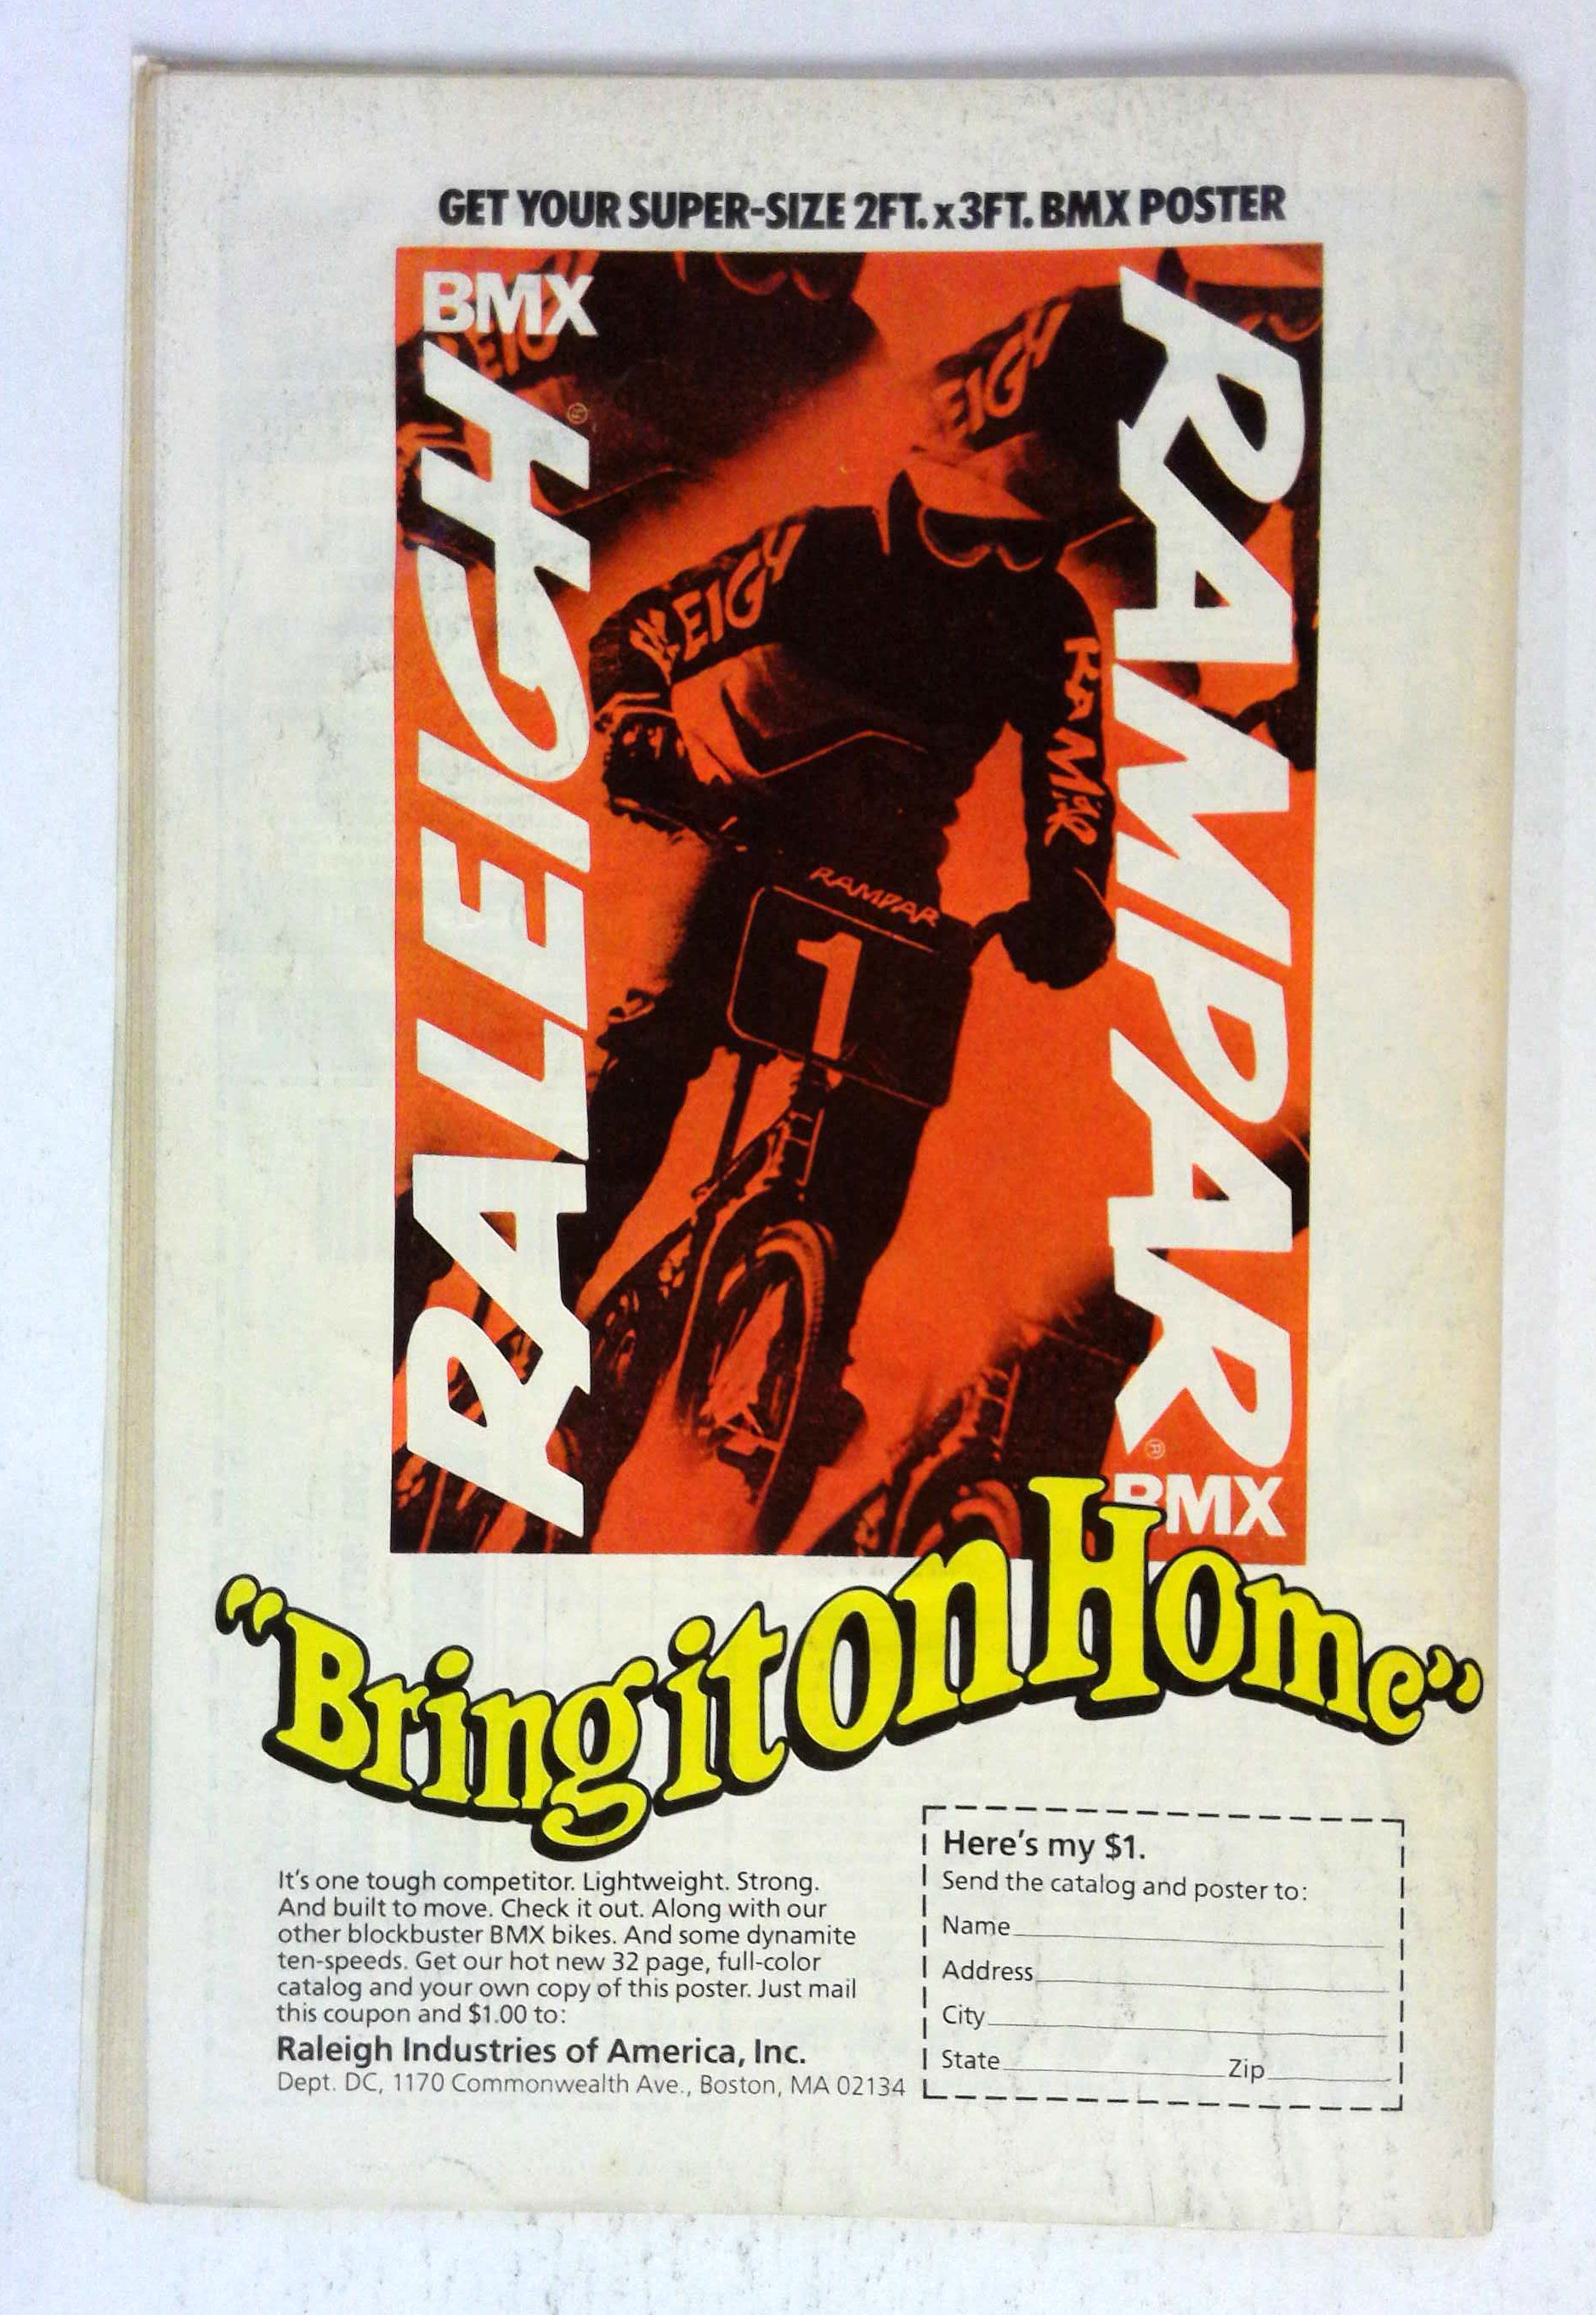 GET YOUR SUPER-SIZE 2FT. x 3FT. BMX POSTER
BMX
RALEIGH®
RAMPAR®
BMX
EIGH
EIGH
LEIGH
RAMPAR
RAMPAR
1
"Bring it on Home"
It's one tough competitor. Lightweight. Strong.
And built to move. Check it out. Along with our
other blockbuster BMX bikes. And some dynamite
ten-speeds. Get our hot new 32 page, full-color
catalog and your own copy of this poster. Just mail
this coupon and $1.00 to:
Raleigh Industries of America, Inc.
Dept. DC, 1170 Commonwealth Ave., Boston, MA 02134
Here's my $1.
Send the catalog and poster to:
Name
Address
City
State Zip